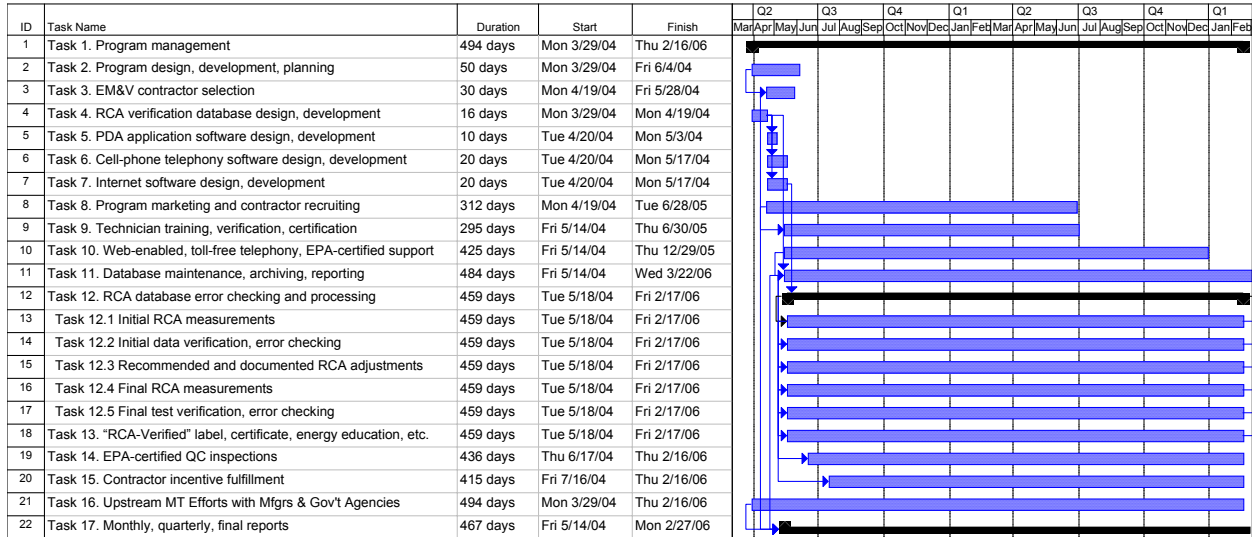 Q2 Q3 Q4 Q1 Q2 Q3 Q4 Q1
ID Task Name Duration Start Finish Mar Apr May Jun Jul Aug Sep Oct Nov Dec Jan Feb Mar Apr May Jun Jul Aug Sep Oct Nov Dec Jan Feb
1 Task 1. Program management 494 days Mon 3/29/04 Thu 2/16/06
2 Task 2. Program design, development, planning 50 days Mon 3/29/04 Fri 6/4/04
3 Task 3. EM&V contractor selection 30 days Mon 4/19/04 Fri 5/28/04
4 Task 4. RCA verification database design, development 16 days Mon 3/29/04 Mon 4/19/04
5 Task 5. PDA application software design, development 10 days Tue 4/20/04 Mon 5/3/04
6 Task 6. Cell-phone telephony software design, development 20 days Tue 4/20/04 Mon 5/17/04
7 Task 7. Internet software design, development 20 days Tue 4/20/04 Mon 5/17/04
8 Task 8. Program marketing and contractor recruiting 312 days Mon 4/19/04 Tue 6/28/05
9 Task 9. Technician training, verification, certification 295 days Fri 5/14/04 Thu 6/30/05
10 Task 10. Web-enabled, toll-free telephony, EPA-certified support 425 days Fri 5/14/04 Thu 12/29/05
11 Task 11. Database maintenance, archiving, reporting 484 days Fri 5/14/04 Wed 3/22/06
12 Task 12. RCA database error checking and processing 459 days Tue 5/18/04 Fri 2/17/06
13 Task 12.1 Initial RCA measurements 459 days Tue 5/18/04 Fri 2/17/06
14 Task 12.2 Initial data verification, error checking 459 days Tue 5/18/04 Fri 2/17/06
15 Task 12.3 Recommended and documented RCA adjustments 459 days Tue 5/18/04 Fri 2/17/06
16 Task 12.4 Final RCA measurements 459 days Tue 5/18/04 Fri 2/17/06
17 Task 12.5 Final test verification, error checking 459 days Tue 5/18/04 Fri 2/17/06
18 Task 13. “RCA-Verified” label, certificate, energy education, etc. 459 days Tue 5/18/04 Fri 2/17/06
19 Task 14. EPA-certified QC inspections 436 days Thu 6/17/04 Thu 2/16/06
20 Task 15. Contractor incentive fulfillment 415 days Fri 7/16/04 Thu 2/16/06
21 Task 16. Upstream MT Efforts with Mfgrs & Gov't Agencies 494 days Mon 3/29/04 Thu 2/16/06
22 Task 17. Monthly, quarterly, final reports 467 days Fri 5/14/04 Mon 2/27/06